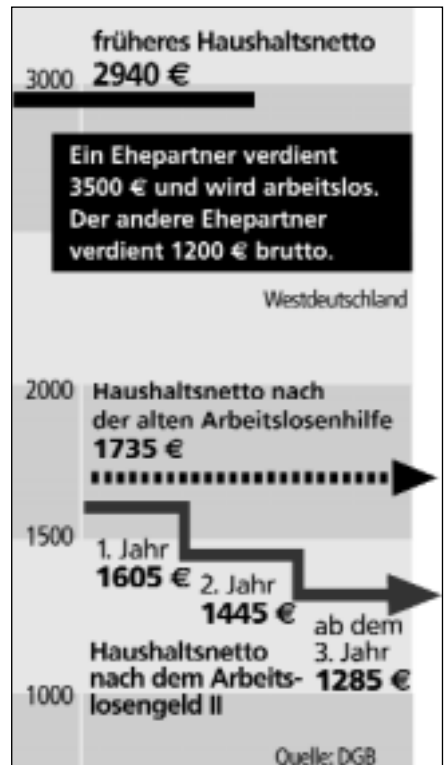 früheres Haushaltsnetto
3000 2940 €
Ein Ehepartner verdient
3500 € und wird arbeitslos.
Der andere Ehepartner
verdient 1200 € brutto.
Westdeutschland
2000 Haushaltsnetto nach
der alten Arbeitslosenhilfe
1735 €
1500
1. Jahr
1605 €
2. Jahr
1445 €
ab dem
3. Jahr
1285 €
Haushaltsnetto
nach dem Arbeits-
1000 losengeld II
Quelle: DGB